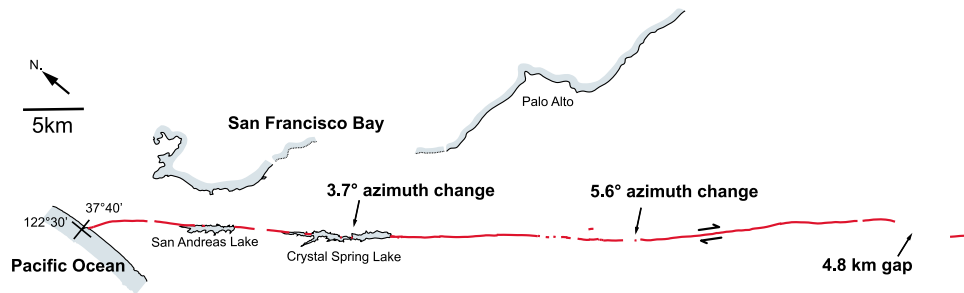 N.
5km
San Francisco Bay
Palo Alto
3.7° azimuth change
5.6° azimuth change
37°40'
122°30'
San Andreas Lake
Crystal Spring Lake
Pacific Ocean
4.8 km gap